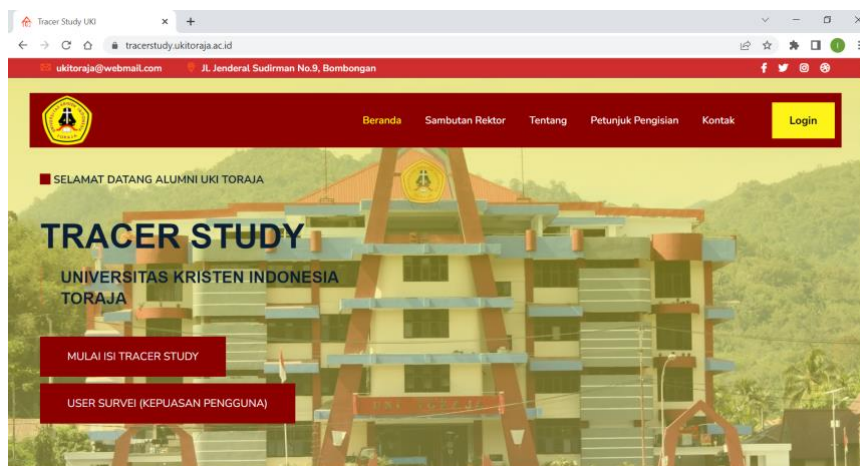 Tracer Study UKI
tracerstudy.ukitoraja.ac.id
ukitoraja@webmail.com JL Jenderal Sudirman No.9, Bombongan
Beranda Sambutan Rektor Tentang Petunjuk Pengisian Kontak Login
SELAMAT DATANG ALUMNI UKI TORAJA
TRACER STUDY
UNIVERSITAS KRISTEN INDONESIA
TORAJA
MULAI ISI TRACER STUDY
USER SURVEI (KEPUASAN PENGGUNA)
UKI TORAJA